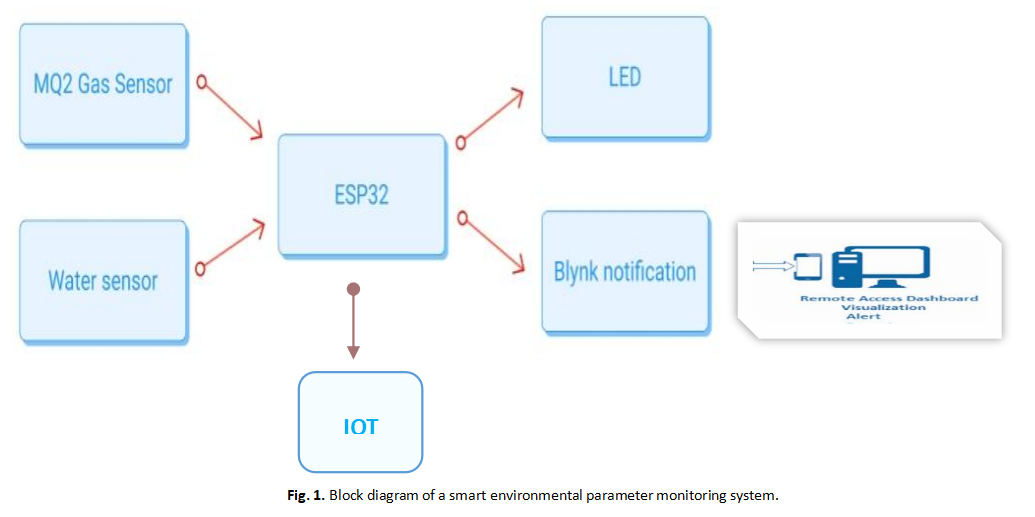 MQ2 Gas Sensor
LED
ESP32
Water sensor
Blynk notification
Remote Access Dashboard
Visualization
Alert
IOT
Fig. 1. Block diagram of a smart environmental parameter monitoring system.